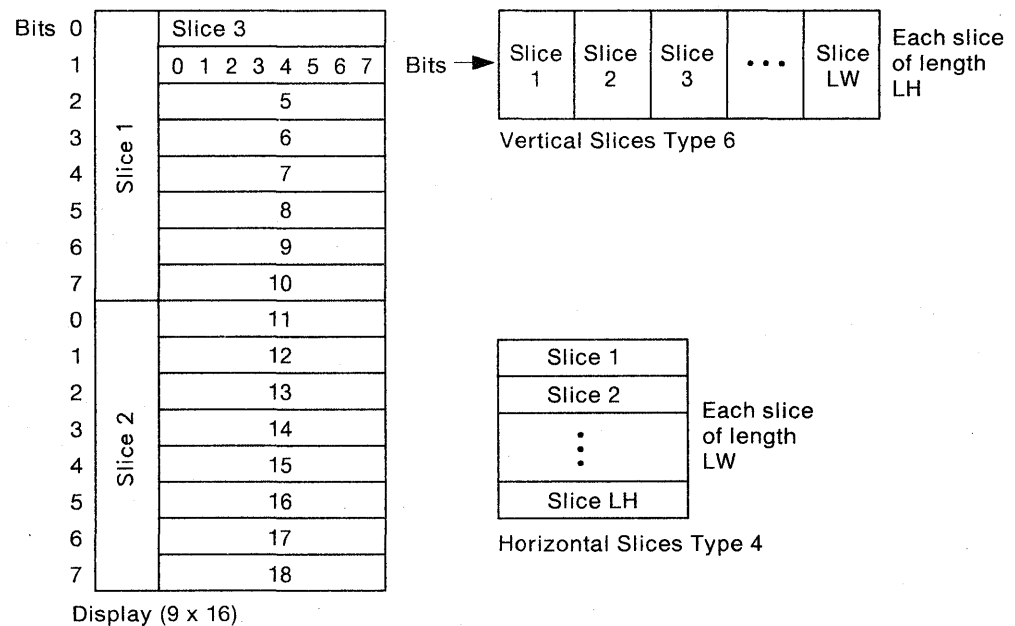 Bits 0 Slice 3
1 0 1 2 3 4 5 6 7
2 5
3 6
4 7
5 8
6 9
7 10
Slice 1
0 11
1 12
2 13
3 14
4 15
5 16
6 17
7 18
Slice 2
Display (9 x 16)
Bits
Slice 1
Slice 2
Slice 3
• • •
Slice LW
Each slice
of length
LH
Vertical Slices Type 6
Slice 1
Slice 2
Slice LH
Each slice
of length
LW
Horizontal Slices Type 4